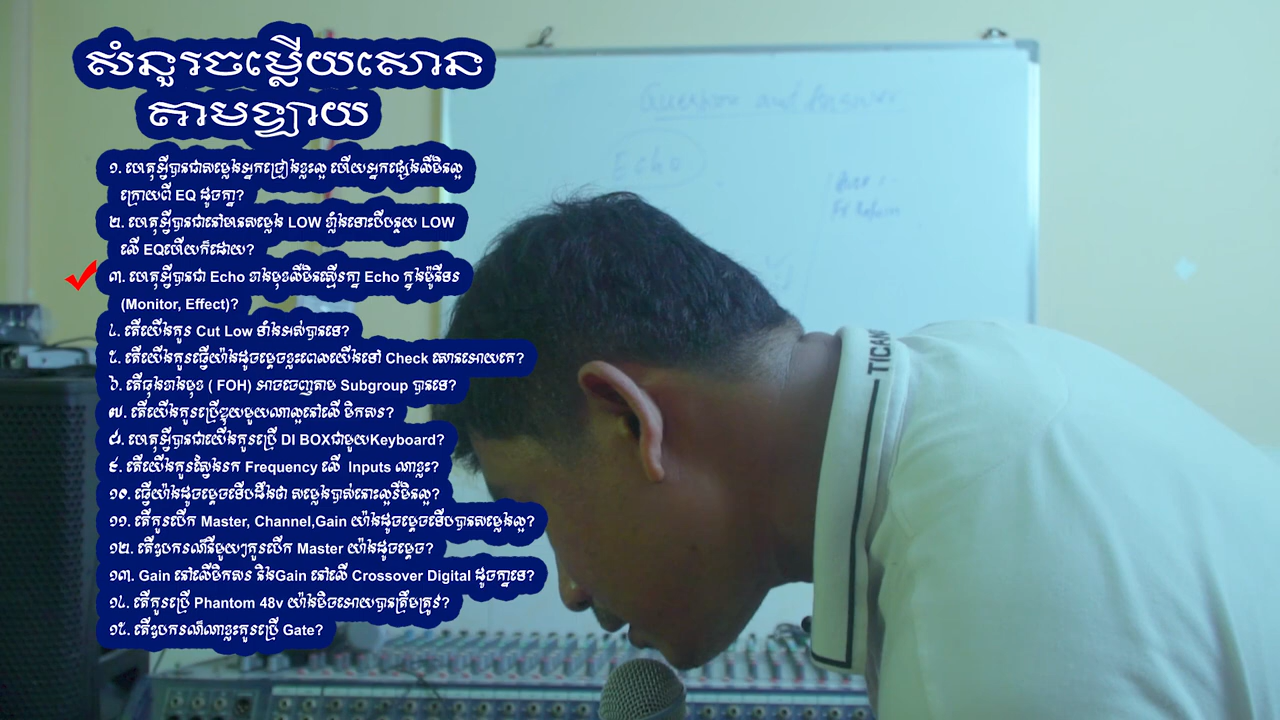 សំនួរចម្លើយសោន
តាមឡាយ
១. ហេតុអ្វីបានជាសម្លេងអ្នកច្រៀងខ្លះល្អ ហើយអ្នកផ្សេងលឺមិនល្អ
ក្រោយពី EQ ដូចគ្នា?
២. ហេតុអ្វីបានជានៅមានសម្លេង LOW ខ្លាំងទោះបីបន្ថយ LOW
លើ EQហើយក៏ដោយ?
៣. ហេតុអ្វីបានជា Echo ខាងមុខលឺមិនស្មើរគ្នា Echo ក្នុងម៉ូនីទ័រ
(Monitor, Effect)?
៤. តើយើងគួរ Cut Low ទាំងអស់បានទេ?
៥. តើយើងគួរធ្វើយ៉ាងដូចម្តេចខ្លះពេលយើងទៅ Check សោនអោយគេ?
៦. តើធុងខាងមុខ ( FOH) អាចចេញតាម Subgroup បានទេ?
៧. តើយើងគួរប្រើឌុយមួយណាល្អនៅលើ មិកសរ?
៨. ហេតុអ្វីបានជាយើងគួរប្រើ DI BOXជាមួយKeyboard?
៩. តើយើងគួរស្វែងរក Frequency លើ Inputs ណាខ្លះ?
១០. ធ្វើយ៉ាងដូចម្តេចទើបដឹងថា សម្លេងបាស់នោះល្អរឺមិនល្អ?
១១. តើគួរបើក Master, Channel,Gain យ៉ាងដូចម្តេចទើបបានសម្លេងល្អ?
១២. តើឧបករណ៍នីមួយៗគួរបើក Master យ៉ាងដូចម្តេច?
១៣. Gain នៅលើមិកសរ និងGain នៅលើ Crossover Digital ដូចគ្នាទេ?
១៤. តើគួរប្រើ Phantom 48v យ៉ាងមិចអោយបានត្រឹមត្រូវ?
១៥. តើឧបករណ៍ណាខ្លះគួរប្រើ Gate?
Question and Answer
Echo
TICAN